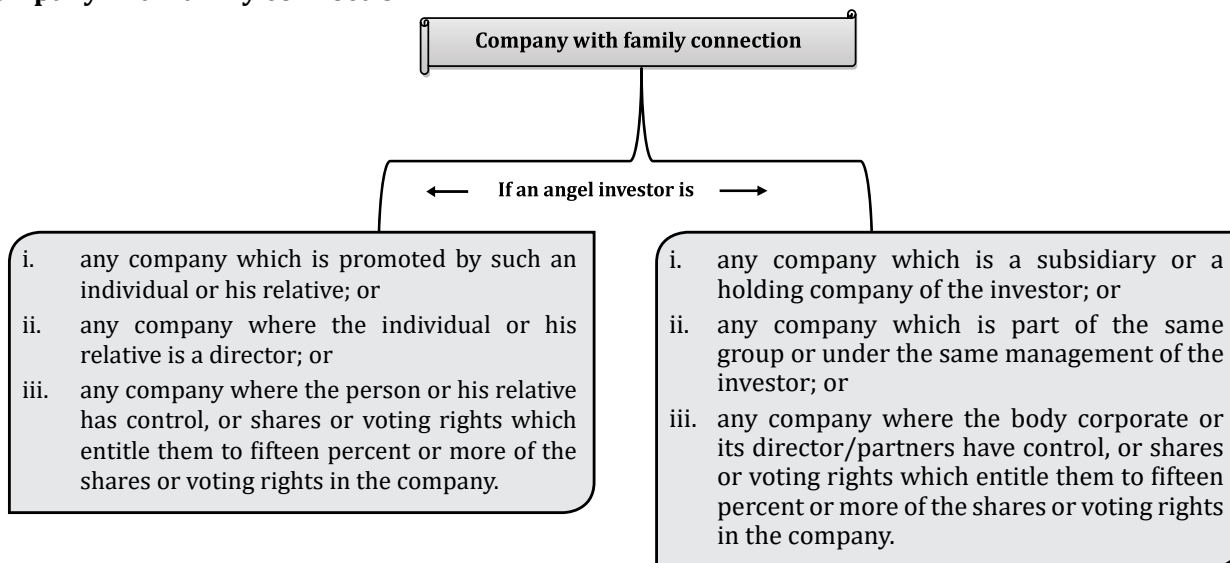 Company with family connection
If an angel investor is
i. any company which is promoted by such an
individual or his relative; or
ii. any company where the individual or his
relative is a director; or
iii. any company where the person or his relative
has control, or shares or voting rights which
entitle them to fifteen percent or more of the
shares or voting rights in the company.
i. any company which is a subsidiary or a
holding company of the investor; or
ii. any company which is part of the same
group or under the same management of the
investor; or
iii. any company where the body corporate or
its director/partners have control, or shares
or voting rights which entitle them to fifteen
percent or more of the shares or voting rights
in the company.